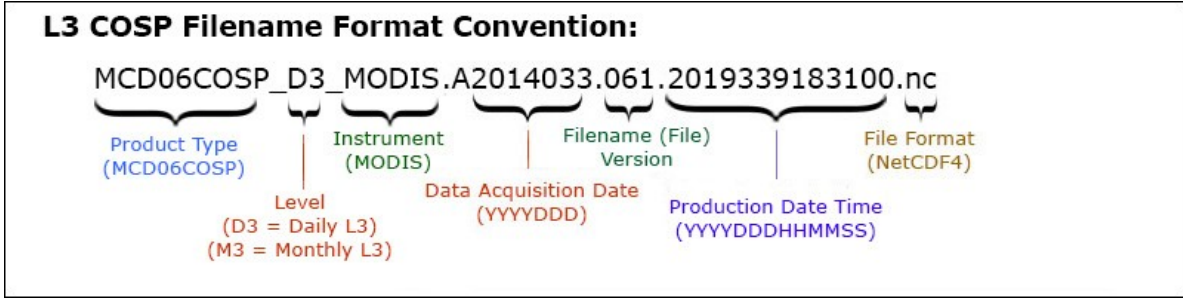 L3 COSP Filename Format Convention:
MCD06COSP_D3_MODIS.A2014033.061.2019339183100.nc
Product Type
(MCD06COSP)
Level
(D3 = Daily L3)
(M3 = Monthly L3)
Instrument
(MODIS)
Data Acquisition Date
(YYYYDDD)
Filename (File)
Version
Production Date Time
(YYYYDDDHHMMSS)
File Format
(NetCDF4)